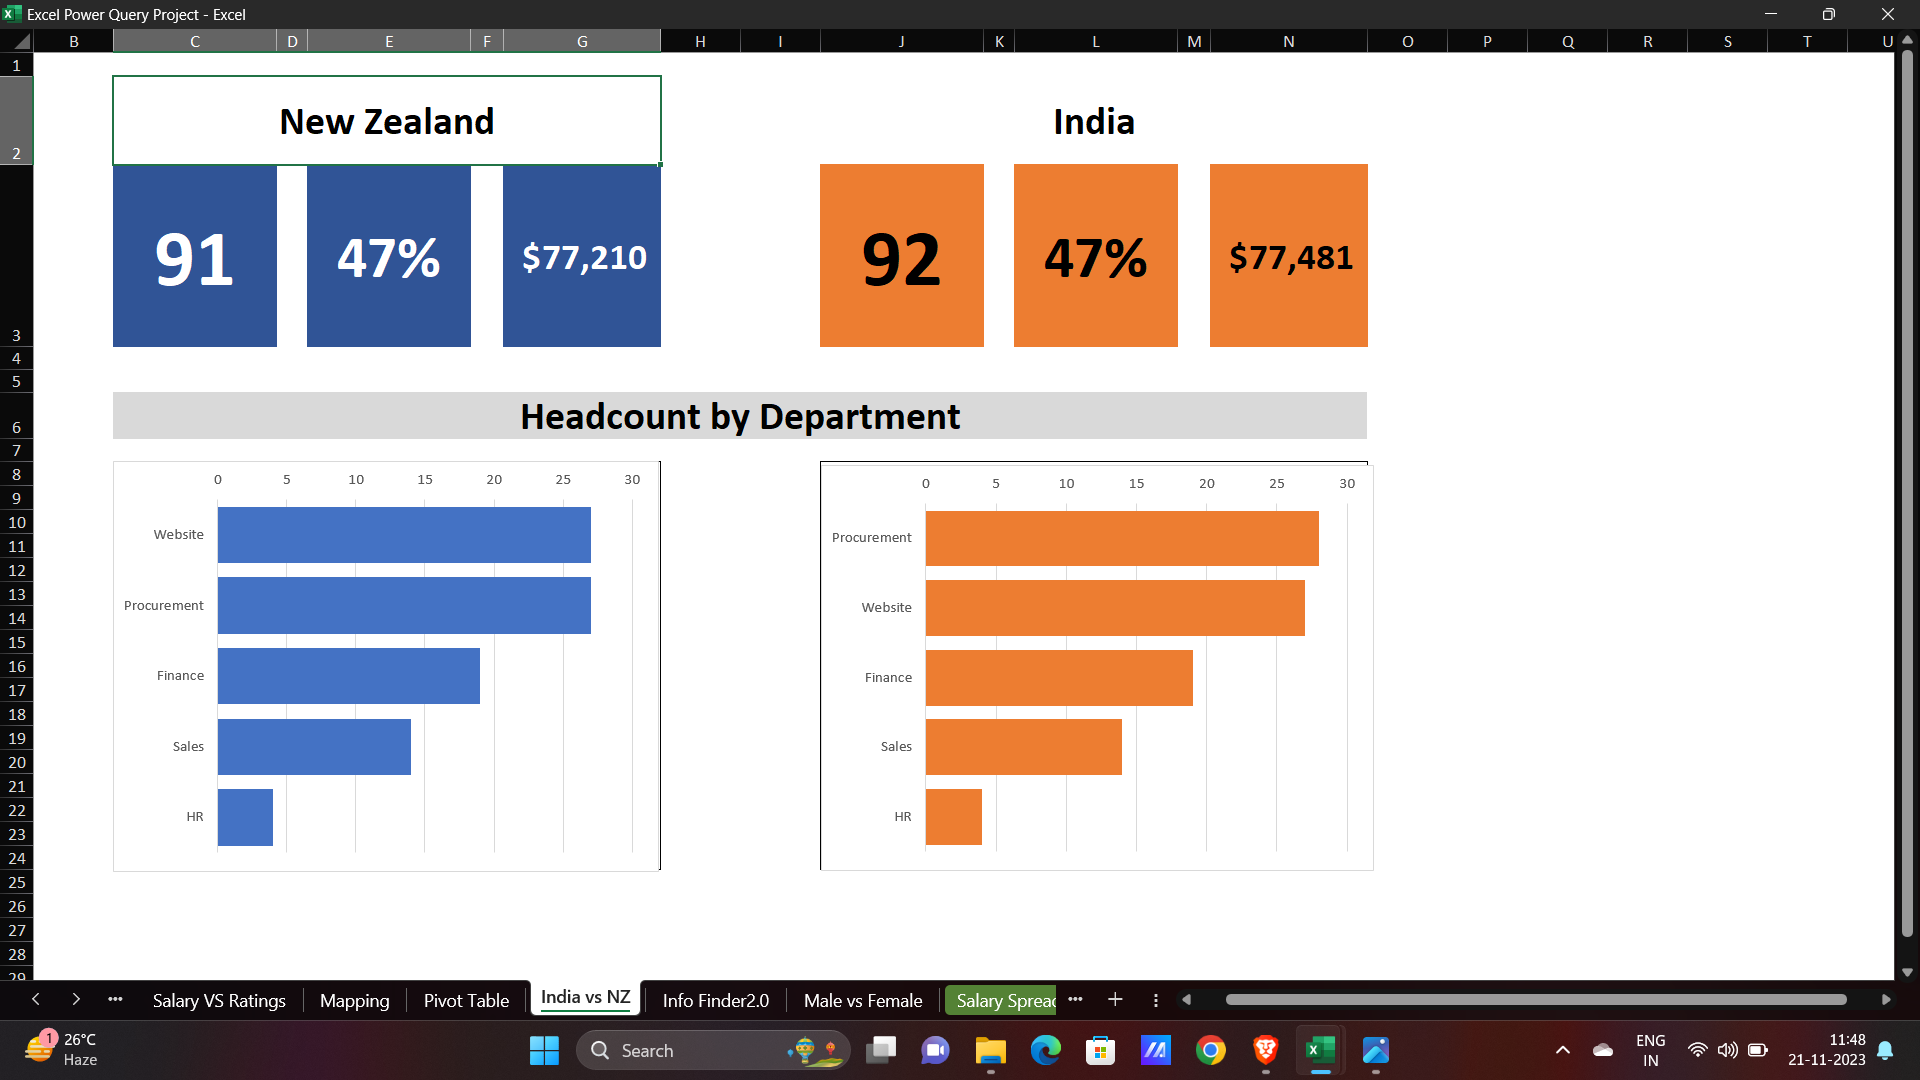 Excel Power Query Project - Excel
B C D E F G H I J K L M N O P Q R S T U
1
New Zealand India
2
91 47% $77,210 92 47% $77,481
3
4
5
Headcount by Department
6
7
8
9
10
11
12
13
14
15
16
17
18
19
20
21
22
23
24
25
26
27
28
29
0 5 10 15 20 25 30
Website
Procurement
Finance
Sales
HR
0 5 10 15 20 25 30
Procurement
Website
Finance
Sales
HR
Salary VS Ratings Mapping Pivot Table India vs NZ Info Finder2.0 Male vs Female Salary Spread
1
26°C
Haze
Search
ENG
IN
11:48
21-11-2023